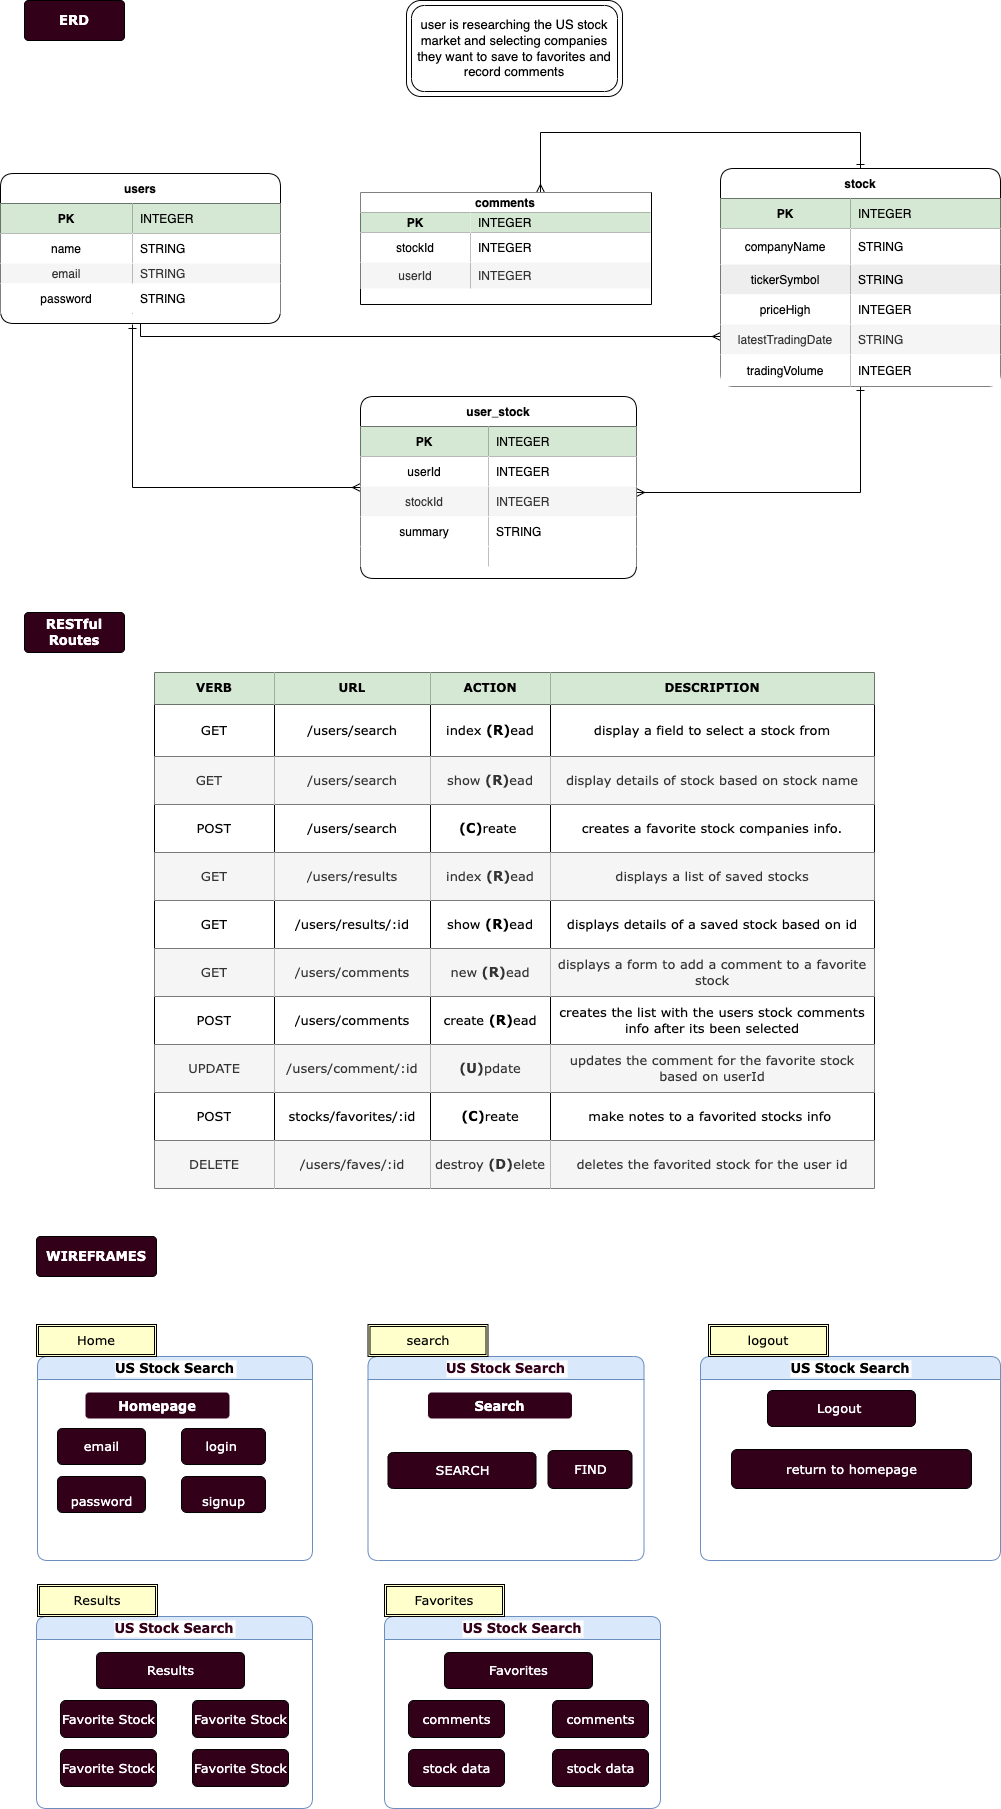 ERD
user is researching the US stock
market and selecting companies
they want to save to favorites and
record comments
users
PK INTEGER
name STRING
email STRING
password STRING
comments
PK INTEGER
stockId INTEGER
userId INTEGER
stock
PK INTEGER
companyName STRING
tickerSymbol STRING
priceHigh INTEGER
latestTradingDate STRING
tradingVolume INTEGER
user_stock
PK INTEGER
userId INTEGER
stockId INTEGER
summary STRING
RESTful
Routes
VERB URL ACTION DESCRIPTION
GET /users/search index (R)ead display a field to select a stock from
GET /users/search show (R)ead display details of stock based on stock name
POST /users/search (C)reate creates a favorite stock companies info.
GET /users/results index (R)ead displays a list of saved stocks
GET /users/results/:id show (R)ead displays details of a saved stock based on id
GET /users/comments new (R)ead displays a form to add a comment to a favorite
stock
POST /users/comments create (R)ead creates the list with the users stock comments
info after its been selected
UPDATE /users/comment/:id (U)pdate updates the comment for the favorite stock
based on userId
POST stocks/favorites/:id (C)reate make notes to a favorited stocks info
DELETE /users/faves/:id destroy (D)elete deletes the favorited stock for the user id
WIREFRAMES
Home
US Stock Search
Homepage
email login
password signup
search
US Stock Search
Search
SEARCH FIND
logout
US Stock Search
Logout
return to homepage
Results
US Stock Search
Results
Favorite Stock Favorite Stock
Favorite Stock Favorite Stock
Favorites
US Stock Search
Favorites
comments comments
stock data stock data